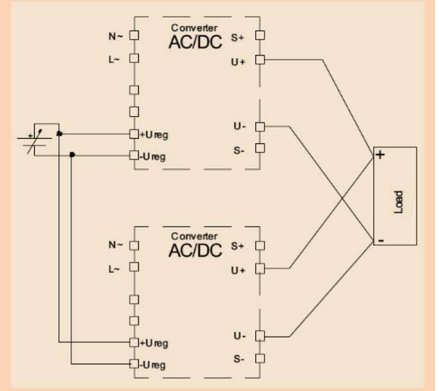 Converter
AC/DC
N~
S+
L~
U+
U-
+Ureg
-Ureg
S-
+
+
Load
-
Converter
AC/DC
N~
S+
L~
U+
U-
+Ureg
-Ureg
S-